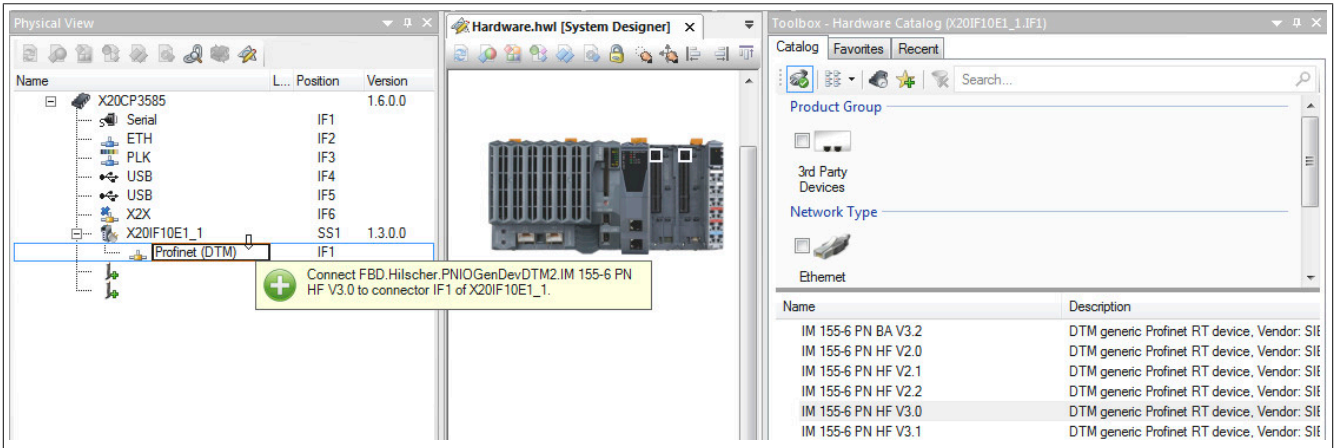 Physical View
Name L... Position Version
X20CP3585 1.6.0.0
Serial IF1
ETH IF2
PLK IF3
USB IF4
USB IF5
X2X IF6
X20IF10E1_1 SS1 1.3.0.0
Profinet (DTM) IF1
Connect FBD.Hilscher.PNIOGenDevDTM2.IM 155-6 PN
HF V3.0 to connector IF1 of X20IF10E1_1.
Hardware.hwl [System Designer]
Toolbox - Hardware Catalog (X20IF10E1_1.IF1)
Catalog Favorites Recent
Search...
Product Group
3rd Party
Devices
Network Type
Ethernet
Name Description
IM 155-6 PN BA V3.2 DTM generic Profinet RT device, Vendor: SIE
IM 155-6 PN HF V2.0 DTM generic Profinet RT device, Vendor: SIE
IM 155-6 PN HF V2.1 DTM generic Profinet RT device, Vendor: SIE
IM 155-6 PN HF V2.2 DTM generic Profinet RT device, Vendor: SIE
IM 155-6 PN HF V3.0 DTM generic Profinet RT device, Vendor: SIE
IM 155-6 PN HF V3.1 DTM generic Profinet RT device, Vendor: SIE